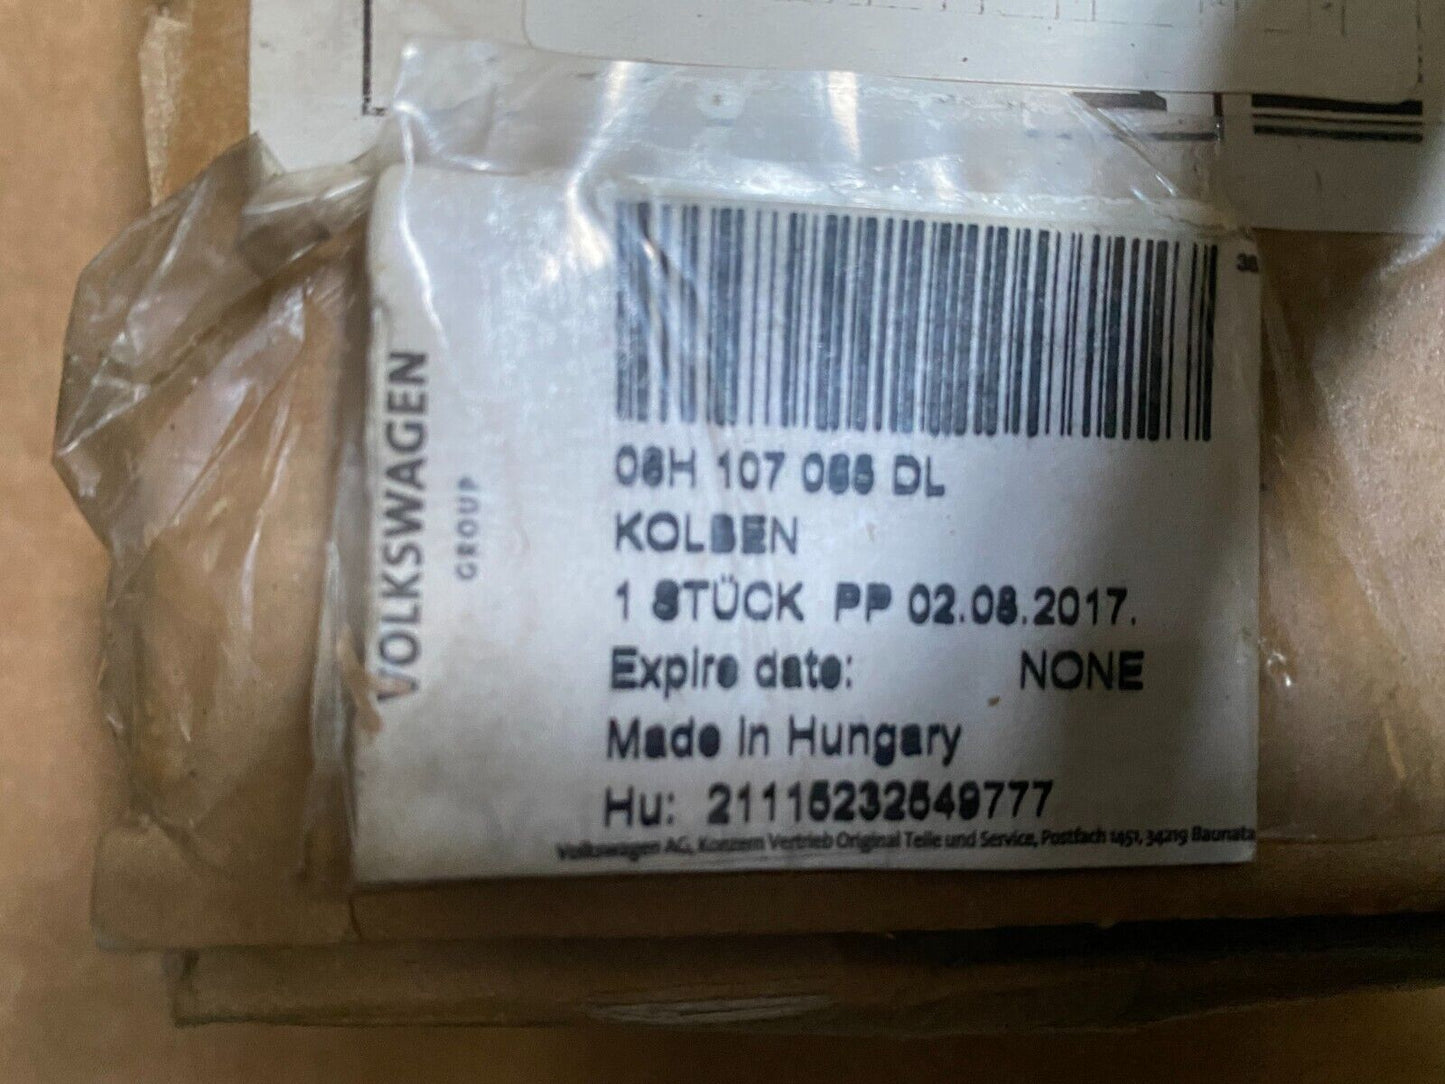 VOLKSWAGEN
GROUP
06H 107 065 DL
KOLBEN
1 STÜCK PP 02.08.2017.
Expire date: NONE
Made in Hungary
Hu: 21115232549777
Volkswagen AG, Konzern Vertrieb Original Teile und Service, Postfach 1451, 34219 Baunata